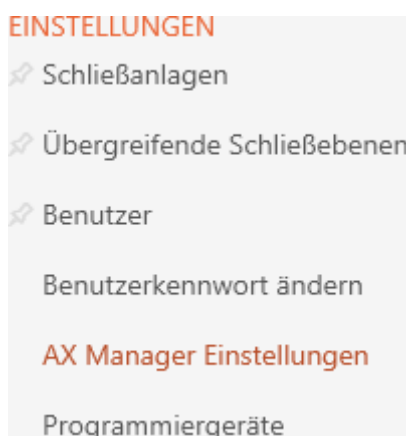 EINSTELLUNGEN
Schließanlagen
Übergreifende Schließebenen
Benutzer
Benutzerkennwort ändern
AX Manager Einstellungen
Programmiergeräte